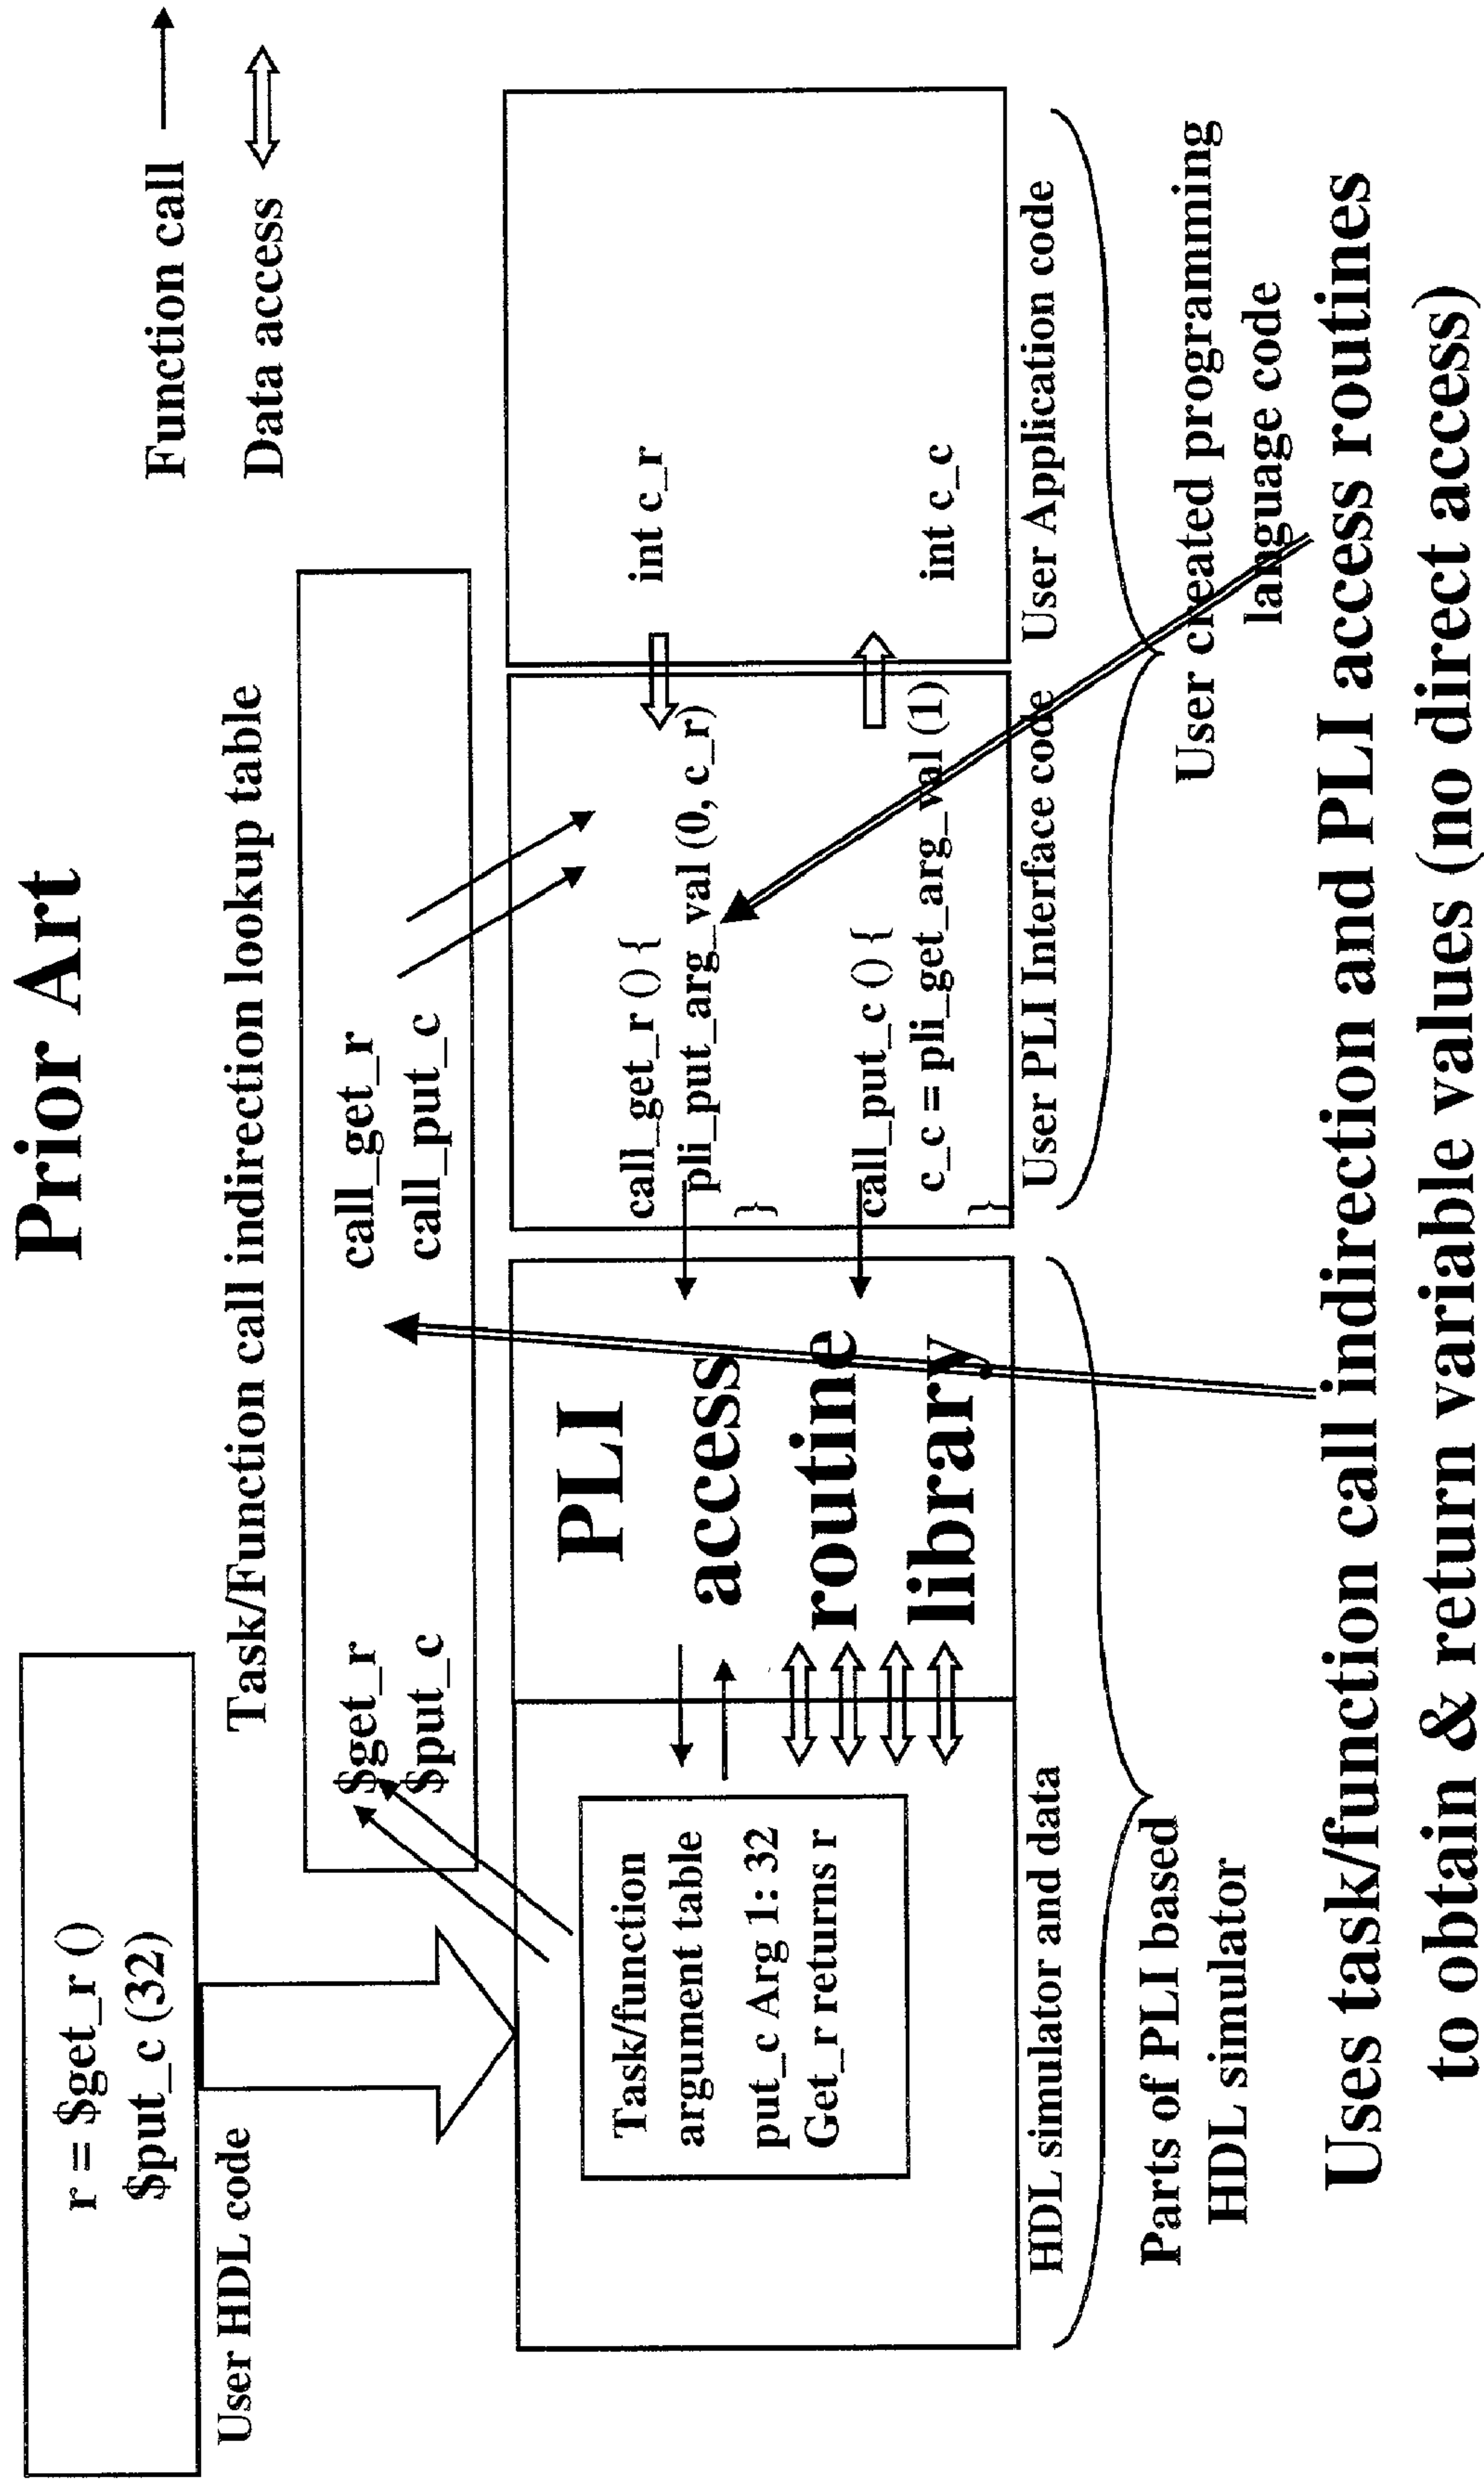 Prior Art
Function call
Data access
r = $get_r ()
$put_c (32)
User HDL code
Task/Function call indirection lookup table
$get_r
$put_c
call_get_r
call_put_c
Task/function
argument table
put_c Arg 1: 32
Get_r returns r
HDL simulator and data
PLI
access
routine
library
call_get_r () {
pli_put_arg_val (0, c_r)
}
call_put_c () {
c_c = pli_get_arg_val (1)
}
User PLI Interface code
int c_r
int c_c
User Application code
Parts of PLI based
HDL simulator
User created programming
language code
Uses task/function call indirection and PLI access routines
to obtain & return variable values (no direct access)